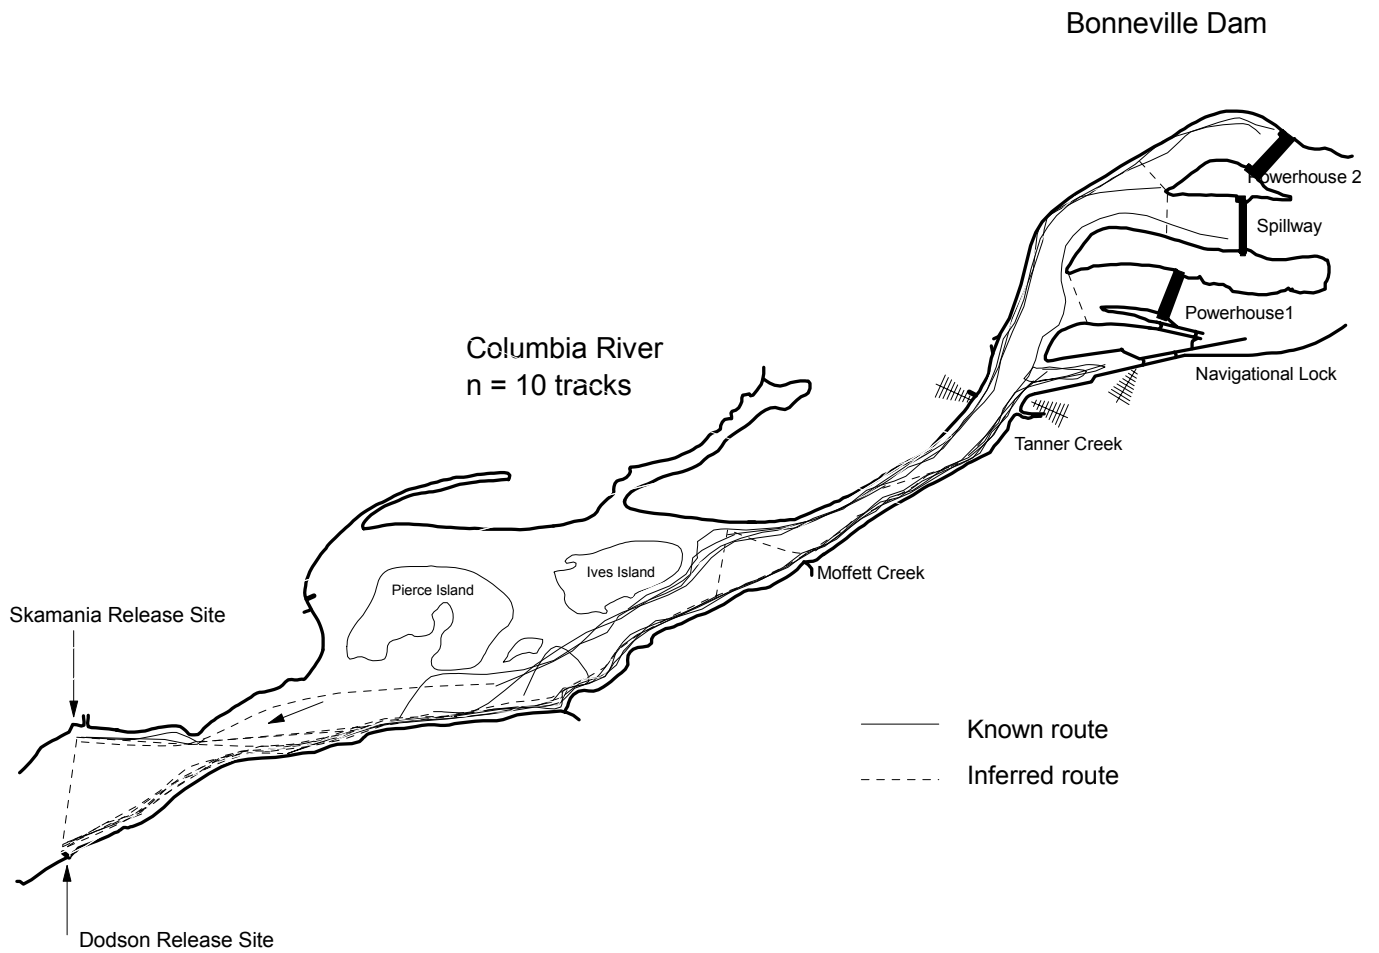 Bonneville Dam
Powerhouse 2
Spillway
Powerhouse1
Columbia River
n = 10 tracks
Navigational Lock
Tanner Creek
Moffett Creek
Ives Island
Pierce Island
Skamania Release Site
Known route
Inferred route
Dodson Release Site